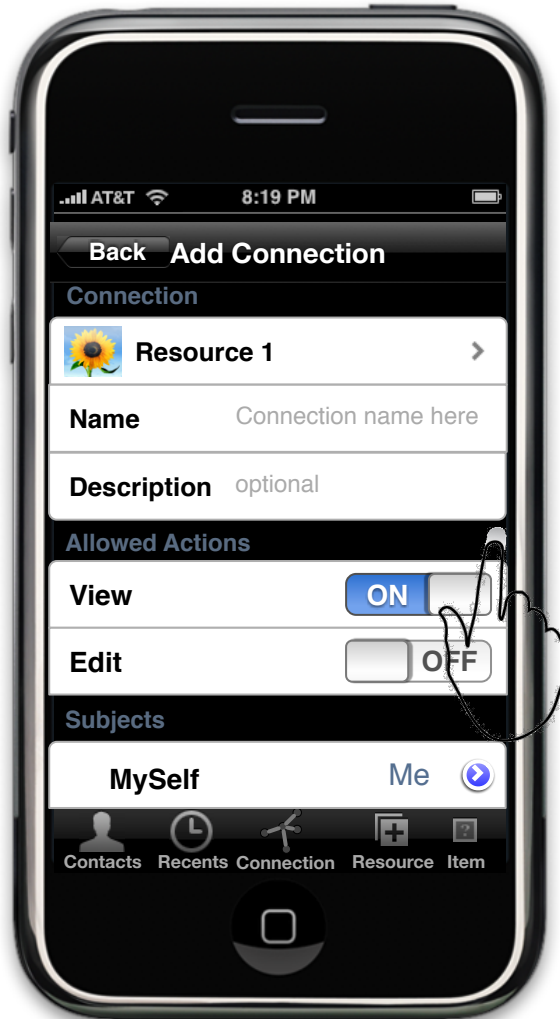 AT&T 8:19 PM
Back Add Connection
Connection
Resource 1
Name Connection name here
Description optional
Allowed Actions
View ON
Edit OFF
Subjects
MySelf Me
Contacts Recents Connection Resource Item